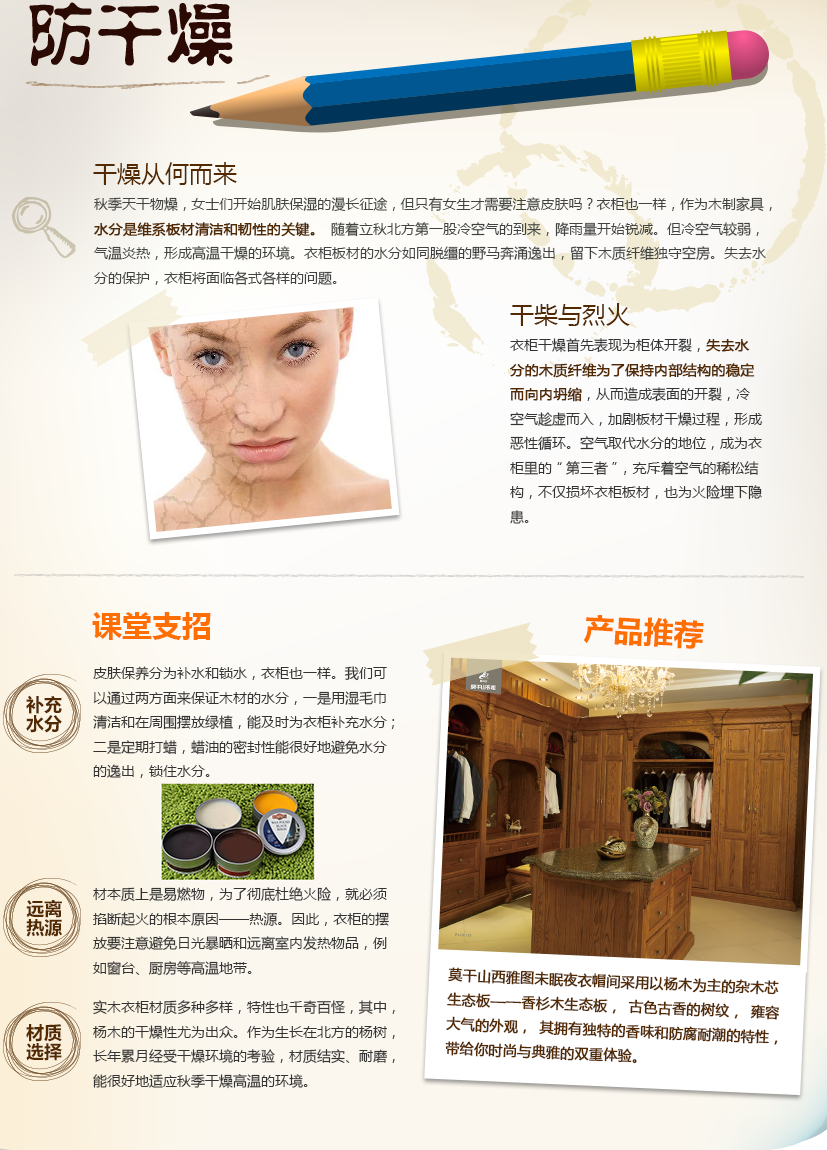 防干燥
干燥从何而来
秋季天干物燥，女士们开始肌肤保湿的漫长征途，但只有女生才需要注意皮肤吗？衣柜也一样，作为木制家具，
水分是维系板材清洁和韧性的关键。 随着立秋北方第一股冷空气的到来，降雨量开始锐减。但冷空气较弱，
气温炎热，形成高温干燥的环境。衣柜板材的水分如同脱缰的野马奔涌逸出，留下木质纤维独守空房。失去水
分的保护，衣柜将面临各式各样的问题。
干柴与烈火
衣柜干燥首先表现为柜体开裂，失去水
分的木质纤维为了保持内部结构的稳定
而向内坍缩，从而造成表面的开裂，冷
空气趁虚而入，加剧板材干燥过程，形成
恶性循环。空气取代水分的地位，成为衣
柜里的“第三者”，充斥着空气的稀松结
构，不仅损坏衣柜板材，也为火险埋下隐
患。
课堂支招
补充
水分
皮肤保养分为补水和锁水，衣柜也一样。我们可
以通过两方面来保证木材的水分，一是用湿毛巾
清洁和在周围摆放绿植，能及时为衣柜补充水分；
二是定期打蜡，蜡油的密封性能很好地避免水分
的逸出，锁住水分。
远离
热源
材本质上是易燃物，为了彻底杜绝火险，就必须
掐断起火的根本原因——热源。因此，衣柜的摆
放要注意避免日光暴晒和远离室内发热物品，例
如窗台、厨房等高温地带。
材质
选择
实木衣柜材质多种多样，特性也千奇百怪，其中，
杨木的干燥性尤为出众。作为生长在北方的杨树，
长年累月经受干燥环境的考验，材质结实、耐磨，
能很好地适应秋季干燥高温的环境。
产品推荐
莫干山衣柜
莫干山西雅图未眠夜衣帽间采用以杨木为主的杂木芯
生态板——香杉木生态板， 古色古香的树纹， 雍容
大气的外观， 其拥有独特的香味和防腐耐潮的特性，
带给你时尚与典雅的双重体验。